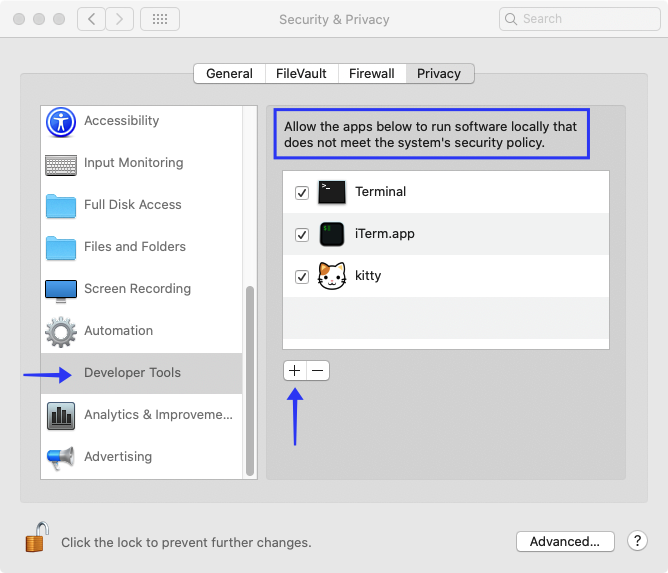 Security & Privacy
Search
General
FileVault
Firewall
Privacy
Accessibility
Input Monitoring
Full Disk Access
Files and Folders
Screen Recording
Automation
Developer Tools
Analytics & Improveme...
Advertising
Allow the apps below to run software locally that
does not meet the system's security policy.
Terminal
iTerm.app
kitty
+
−
Click the lock to prevent further changes.
Advanced...
?